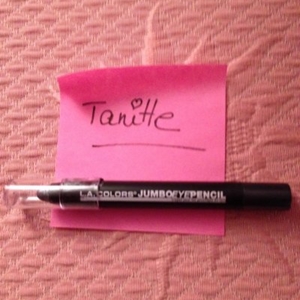 Tanitte
L.A. COLORS® JUMBO EYE PENCIL